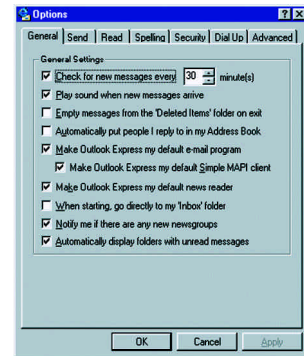 Options
General Send Read Spelling Security Dial Up Advanced
General Settings
Check for new messages every 30 minute(s)
Play sound when new messages arrive
Empty messages from the 'Deleted Items' folder on exit
Automatically put people I reply to in my Address Book
Make Outlook Express my default e-mail program
Make Outlook Express my default Simple MAPI client
Make Outlook Express my default news reader
When starting, go directly to my 'Inbox' folder
Notify me if there are any new newsgroups
Automatically display folders with unread messages
OK Cancel Apply